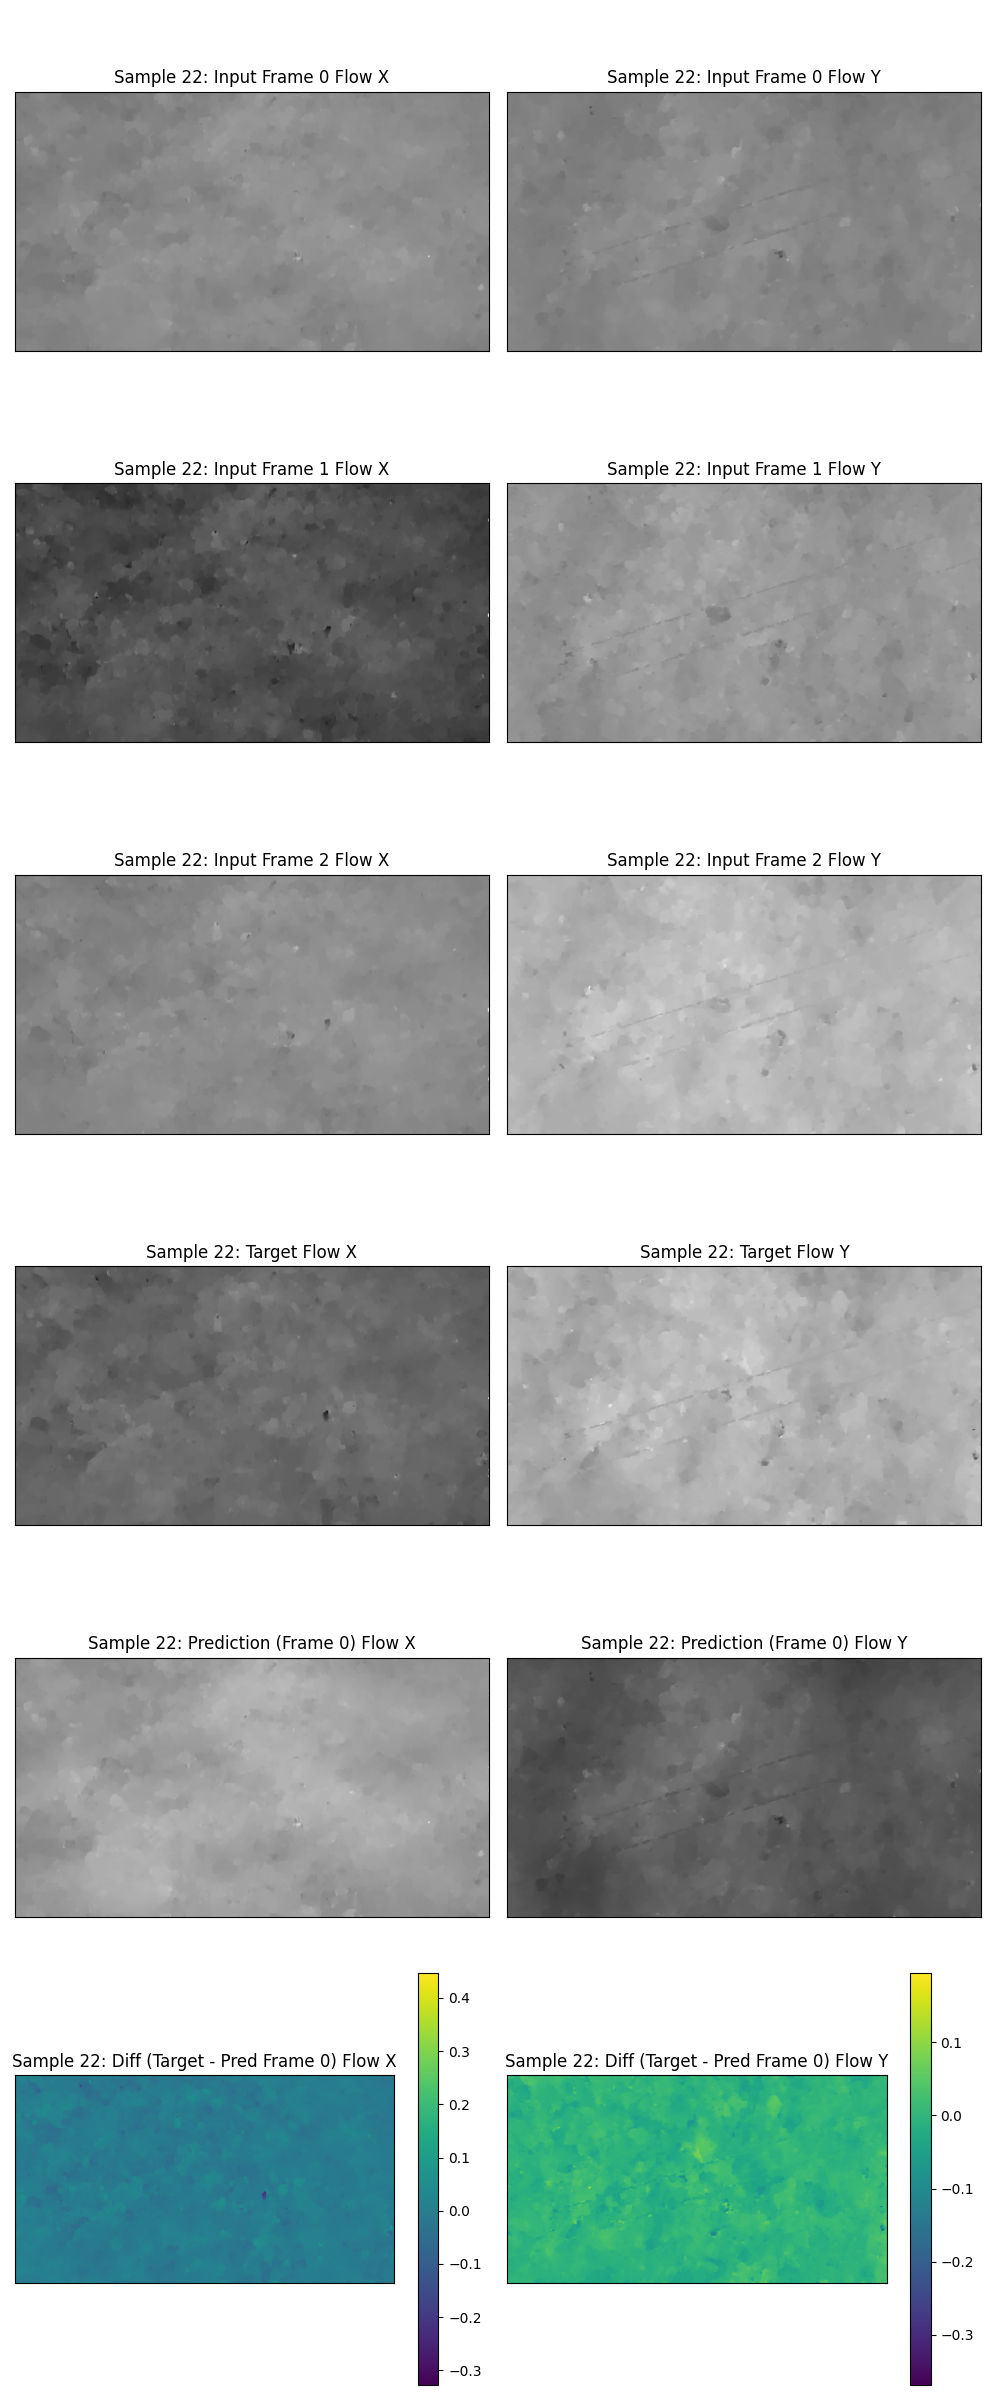 Sample 22: Input Frame 0 Flow X
Sample 22: Input Frame 0 Flow Y
Sample 22: Input Frame 1 Flow X
Sample 22: Input Frame 1 Flow Y
Sample 22: Input Frame 2 Flow X
Sample 22: Input Frame 2 Flow Y
Sample 22: Target Flow X
Sample 22: Target Flow Y
Sample 22: Prediction (Frame 0) Flow X
Sample 22: Prediction (Frame 0) Flow Y
Sample 22: Diff (Target - Pred Frame 0) Flow X
0.4
0.3
0.2
0.1
0.0
−0.1
−0.2
−0.3
Sample 22: Diff (Target - Pred Frame 0) Flow Y
0.1
0.0
−0.1
−0.2
−0.3